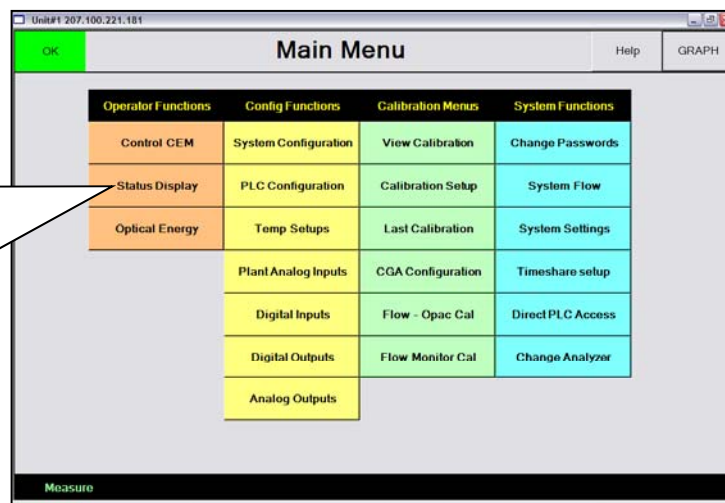 Unit#1 207.100.221.181
OK Main Menu Help GRAPH
Operator Functions Config Functions Calibration Menus System Functions
Control CEM System Configuration View Calibration Change Passwords
Status Display PLC Configuration Calibration Setup System Flow
Optical Energy Temp Setups Last Calibration System Settings
Plant Analog Inputs CGA Configuration Timeshare setup
Digital Inputs Flow - Opac Cal Direct PLC Access
Digital Outputs Flow Monitor Cal Change Analyzer
Analog Outputs
Measure